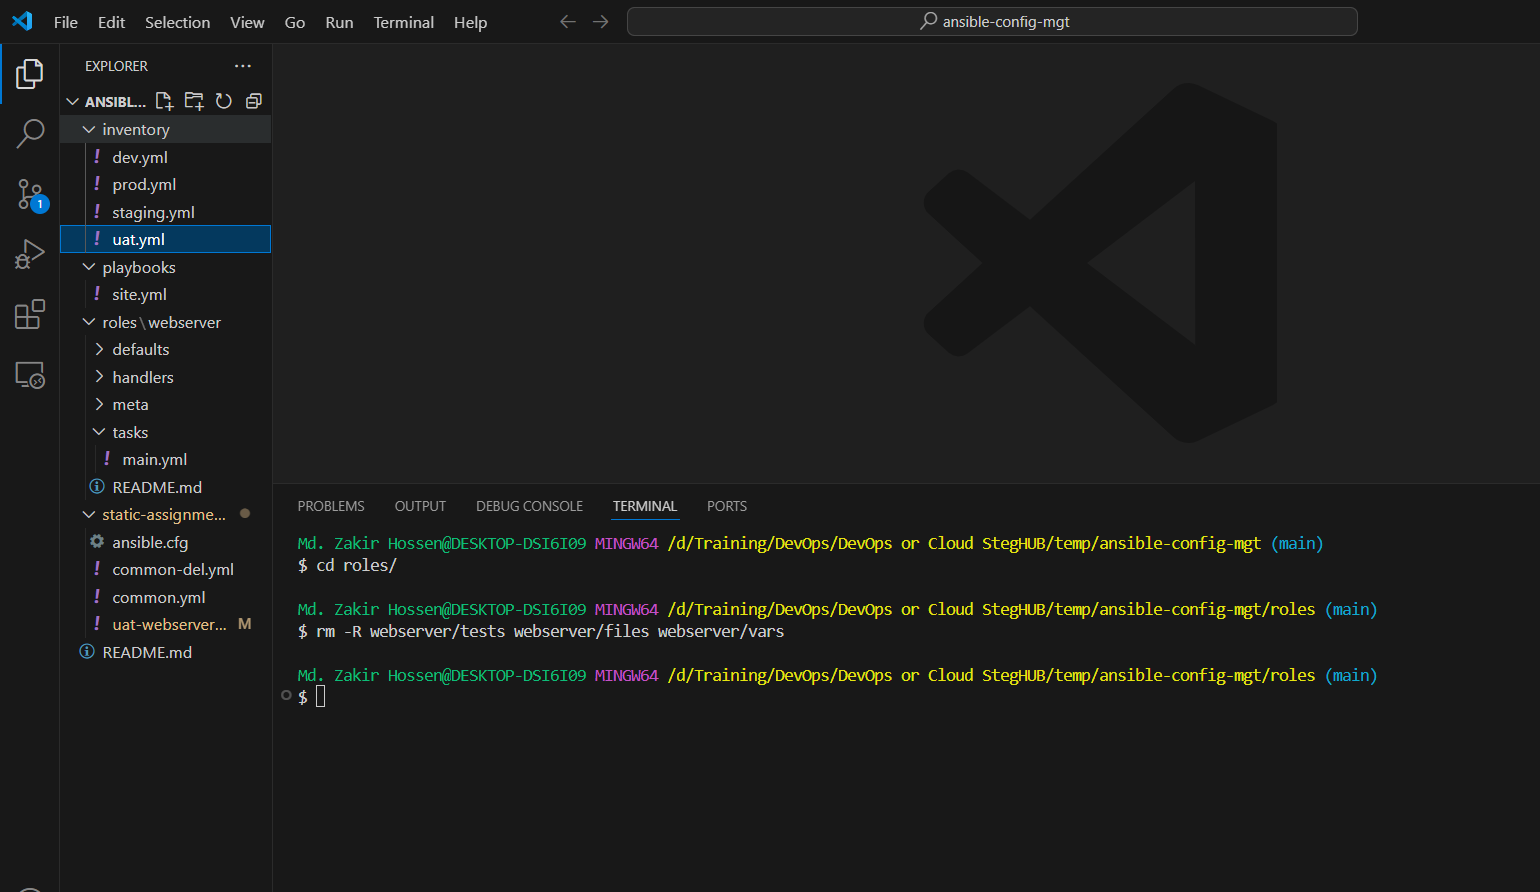 File Edit Selection View Go Run Terminal Help
ansible-config-mgt
EXPLORER
ANSIBL...
inventory
dev.yml
prod.yml
staging.yml
uat.yml
playbooks
site.yml
roles\webserver
defaults
handlers
meta
tasks
main.yml
README.md
static-assignme...
ansible.cfg
common-del.yml
common.yml
uat-webserver... M
README.md
1
PROBLEMS OUTPUT DEBUG CONSOLE TERMINAL PORTS
Md. Zakir Hossen@DESKTOP-DSI6I09 MINGW64 /d/Training/DevOps/DevOps or Cloud StegHUB/temp/ansible-config-mgt (main)
$ cd roles/
Md. Zakir Hossen@DESKTOP-DSI6I09 MINGW64 /d/Training/DevOps/DevOps or Cloud StegHUB/temp/ansible-config-mgt/roles (main)
$ rm -R webserver/tests webserver/files webserver/vars
Md. Zakir Hossen@DESKTOP-DSI6I09 MINGW64 /d/Training/DevOps/DevOps or Cloud StegHUB/temp/ansible-config-mgt/roles (main)
$